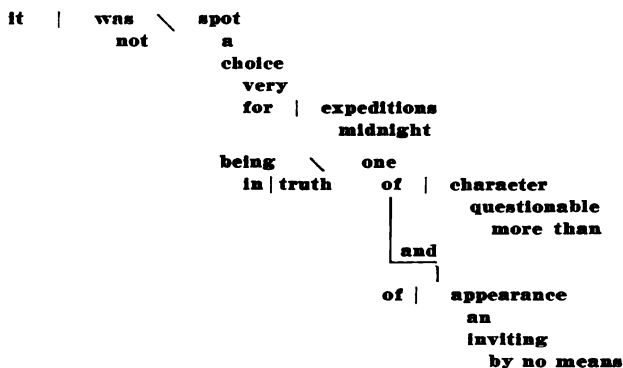 it | was \ spot
not a
choice
very
for | expeditions
midnight
being \ one
in | truth of | character
questionable
more than
and
of | appearance
an
inviting
by no means